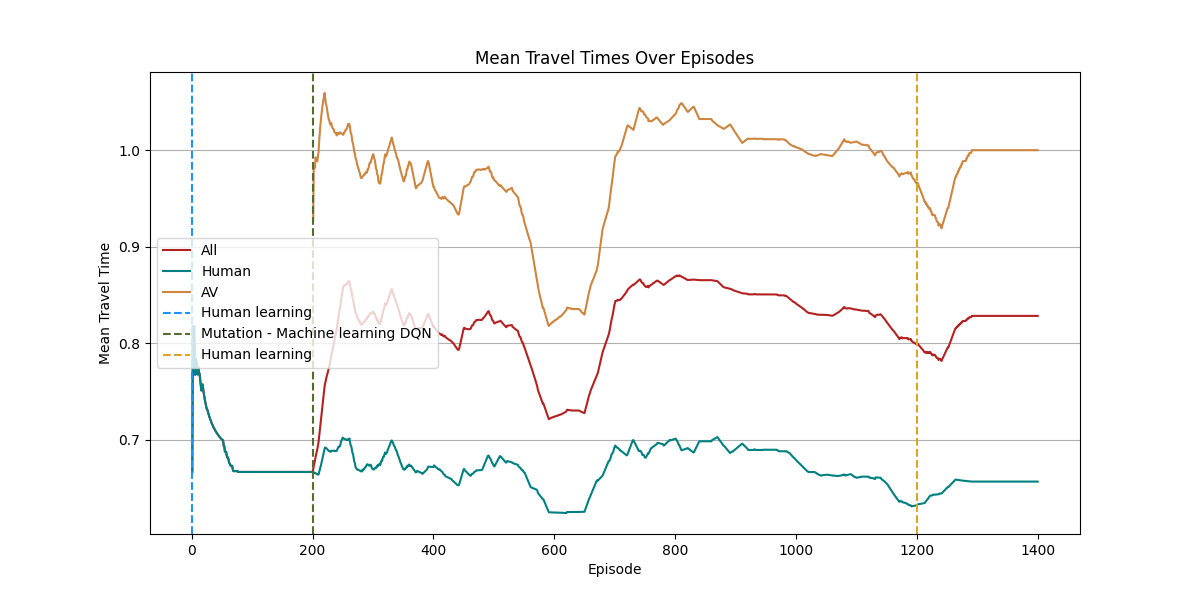 Mean Travel Times Over Episodes
Mean Travel Time
1.0
0.9
0.8
0.7
All
Human
AV
Human learning
Mutation - Machine learning DQN
Human learning
0 200 400 600 800 1000 1200 1400
Episode